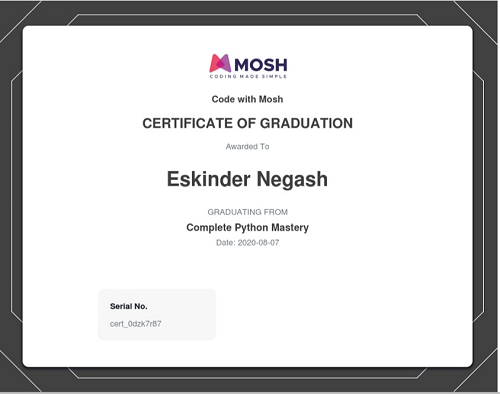 MOSH
CODING MADE SIMPLE
Code with Mosh
CERTIFICATE OF GRADUATION
Awarded To
Eskinder Negash
GRADUATING FROM
Complete Python Mastery
Date: 2020-08-07
Serial No.
cert_0dzk7r87